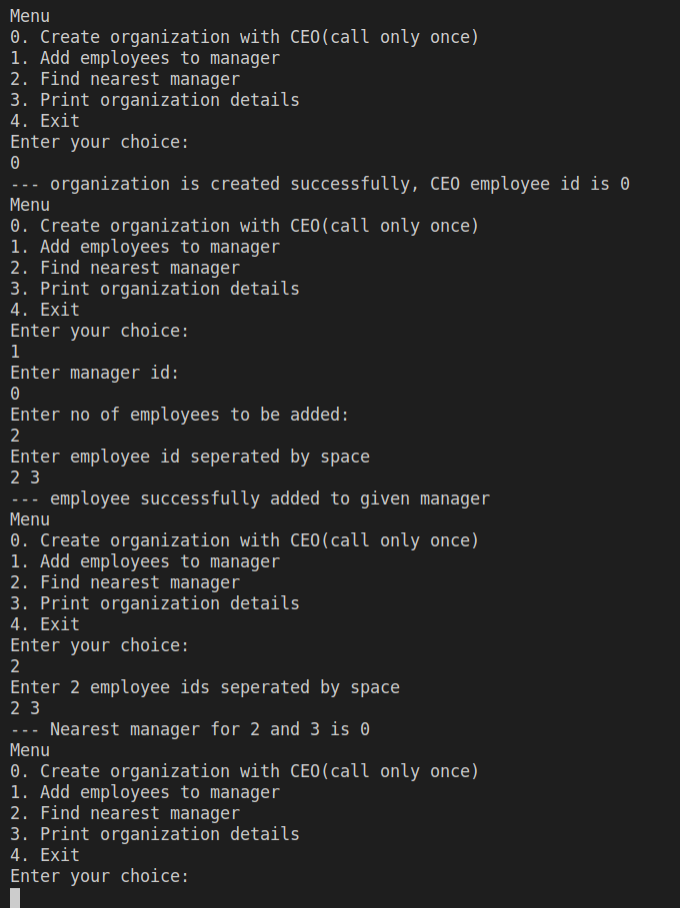 Menu
0. Create organization with CEO(call only once)
1. Add employees to manager
2. Find nearest manager
3. Print organization details
4. Exit
Enter your choice:
0
--- organization is created successfully, CEO employee id is 0
Menu
0. Create organization with CEO(call only once)
1. Add employees to manager
2. Find nearest manager
3. Print organization details
4. Exit
Enter your choice:
1
Enter manager id:
0
Enter no of employees to be added:
2
Enter employee id seperated by space
2 3
--- employee successfully added to given manager
Menu
0. Create organization with CEO(call only once)
1. Add employees to manager
2. Find nearest manager
3. Print organization details
4. Exit
Enter your choice:
2
Enter 2 employee ids seperated by space
2 3
--- Nearest manager for 2 and 3 is 0
Menu
0. Create organization with CEO(call only once)
1. Add employees to manager
2. Find nearest manager
3. Print organization details
4. Exit
Enter your choice: